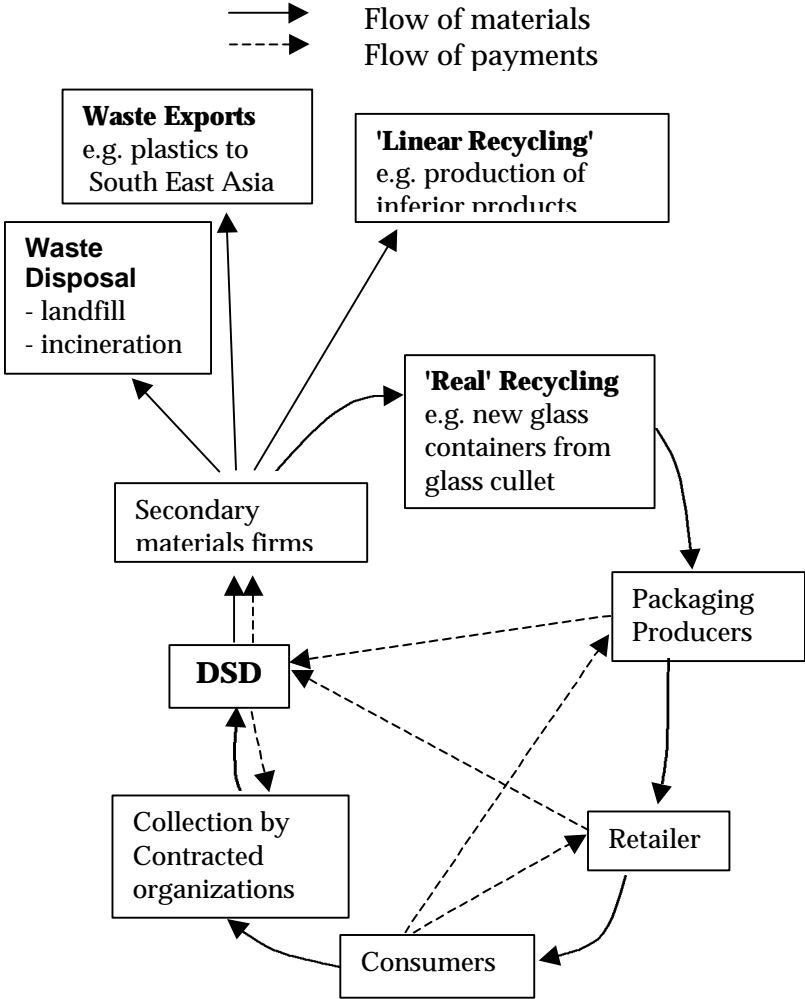 Flow of materials
Flow of payments
Waste Exports
e.g. plastics to
South East Asia
'Linear Recycling'
e.g. production of
inferior products
Waste
Disposal
- landfill
- incineration
'Real' Recycling
e.g. new glass
containers from
glass cullet
Secondary
materials firms
Packaging
Producers
DSD
Collection by
Contracted
organizations
Retailer
Consumers